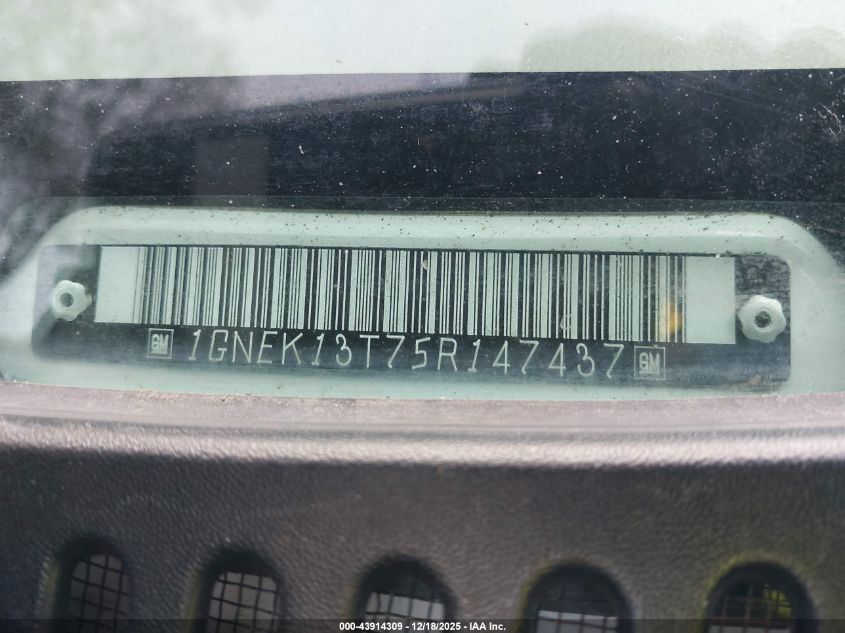 GM 1GNEK13T75R147437 GM
000-43914309 | 12/18/2025 - IAA Inc.